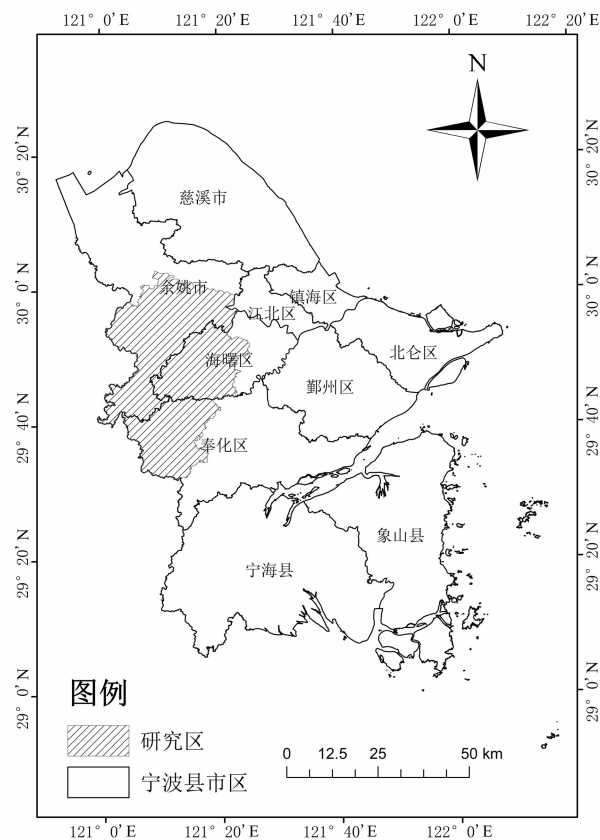 121° 0'E 121° 20'E 121° 40'E 122° 0'E 122° 20'E
N
30° 20'N 30° 20'N
慈溪市
30° 0'N 30° 0'N
余姚市
镇海区
江北区
北仑区
海曙区
鄞州区
29° 40'N 29° 40'N
奉化区
象山县
29° 20'N 29° 20'N
宁海县
29° 0'N 29° 0'N
图例
研究区
宁波县市区
0 12.5 25 50 km
121° 0'E 121° 20'E 121° 40'E 122° 0'E